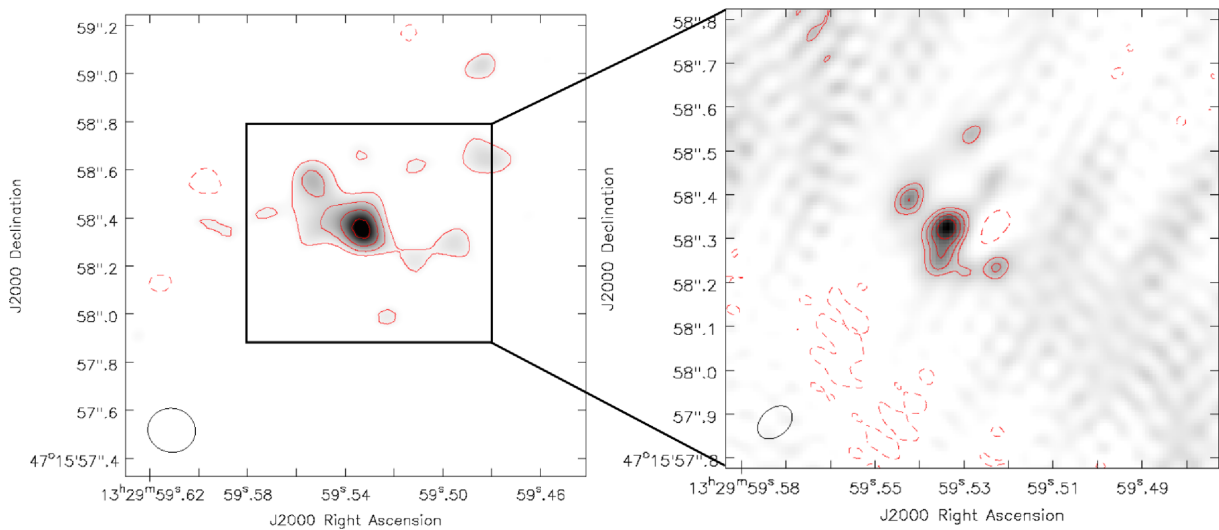 59".2
59".0
58".8
58".6
58".4
58".2
58".0
57".8
57".6
47°15'57".4
J2000 Declination
13ʰ29ᵐ59ˢ.62
59ˢ.58
59ˢ.54
59ˢ.50
59ˢ.46
J2000 Right Ascension
58".8
58".7
58".6
58".5
58".4
58".3
58".2
58".1
58".0
57".9
47°15'57".8
J2000 Declination
13ʰ29ᵐ59ˢ.58
59ˢ.55
59ˢ.53
59ˢ.51
59ˢ.49
J2000 Right Ascension